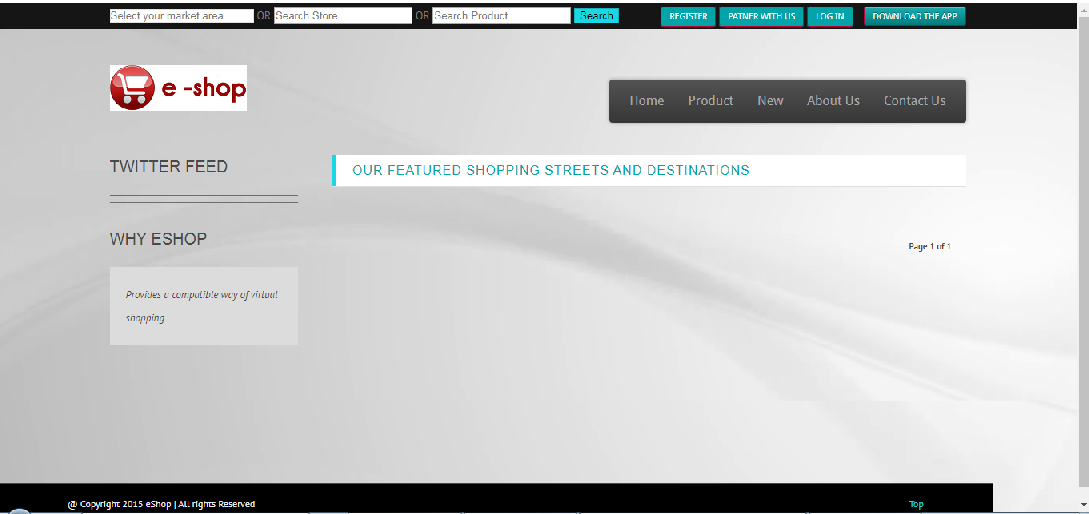 Select your market area OR Search Store OR Search Product Search REGISTER PATNER WITH US LOG IN DOWNLOAD THE APP
e -shop
Home Product New About Us Contact Us
TWITTER FEED
OUR FEATURED SHOPPING STREETS AND DESTINATIONS
WHY ESHOP
Page 1 of 1
Provides a compatible way of virtual
shopping
@ Copyright 2015 eShop | All rights Reserved
Top